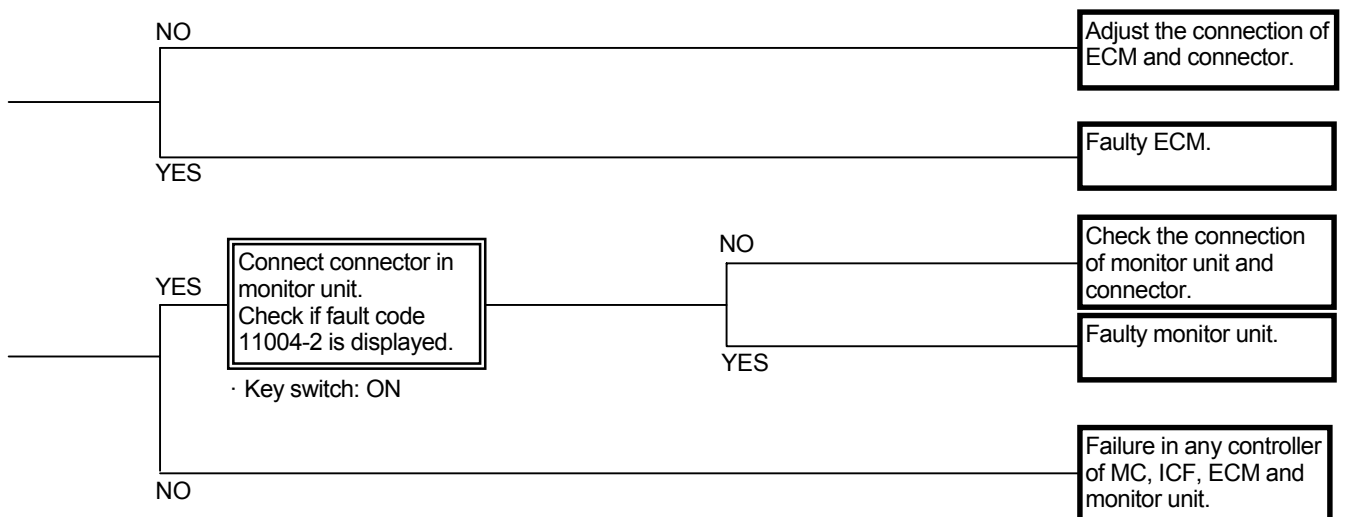 NO
Adjust the connection of
ECM and connector.
Faulty ECM.
YES
YES
Connect connector in
monitor unit.
Check if fault code
11004-2 is displayed.
· Key switch: ON
NO
Check the connection
of monitor unit and
connector.
Faulty monitor unit.
YES
Failure in any controller
of MC, ICF, ECM and
monitor unit.
NO